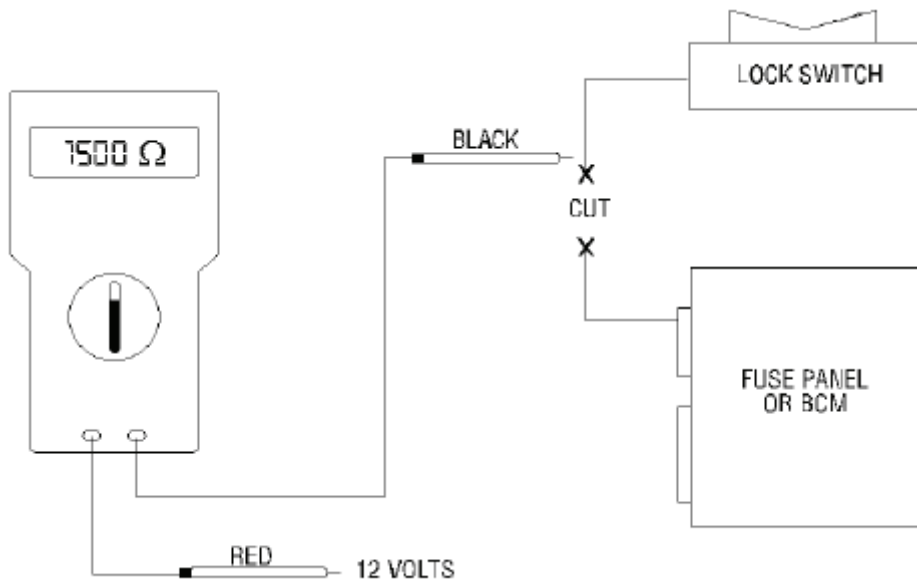 LOCK SWITCH
BLACK
1500 Ω
X
CUT
X
FUSE PANEL
OR BCM
RED
12 VOLTS